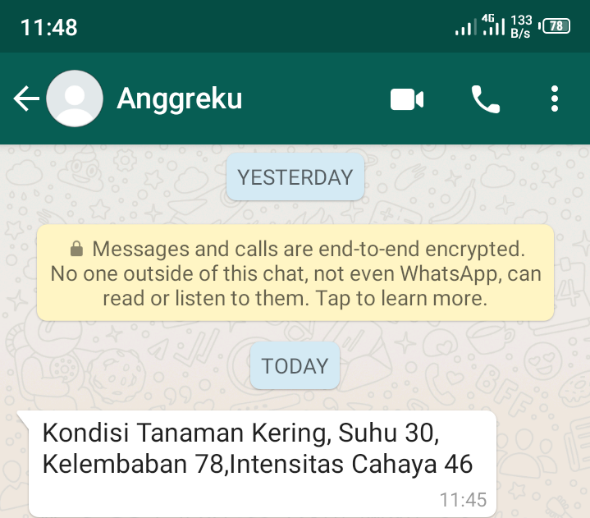 11:48
4G 133 B/s 78
Anggreku
YESTERDAY
Messages and calls are end-to-end encrypted.
No one outside of this chat, not even WhatsApp, can
read or listen to them. Tap to learn more.
TODAY
Kondisi Tanaman Kering, Suhu 30,
Kelembaban 78,Intensitas Cahaya 46
11:45